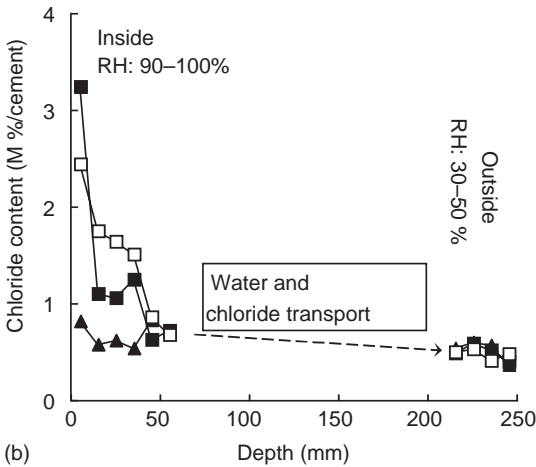 Chloride content (M %/cement)
4
3
2
1
0
Inside
RH: 90–100%
Outside
RH: 30–50 %
Water and
chloride transport
0
50
100
150
200
250
Depth (mm)
(b)